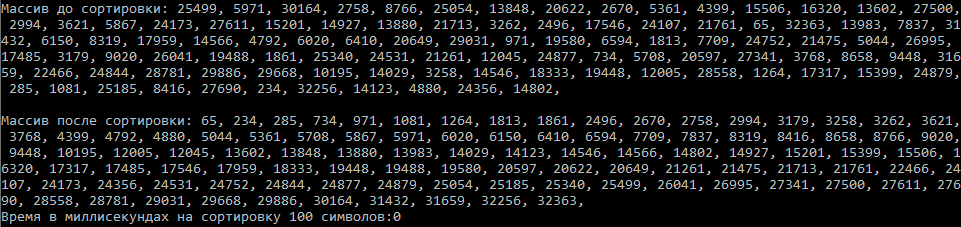 Массив до сортировки: 25499, 5971, 30164, 2758, 8766, 25054, 13848, 20622, 2670, 5361, 4399, 15506, 16320, 13602, 27500,
2994, 3621, 5867, 24173, 27611, 15201, 14927, 13880, 21713, 3262, 2496, 17546, 24107, 21761, 65, 32363, 13983, 7837, 31
432, 6150, 8319, 17959, 14566, 4792, 6020, 6410, 20649, 29031, 971, 19580, 6594, 1813, 7709, 24752, 21475, 5044, 26995,
17485, 3179, 9020, 26041, 19488, 1861, 25340, 24531, 21261, 12045, 24877, 734, 5708, 20597, 27341, 3768, 8658, 9448, 316
59, 22466, 24844, 28781, 29886, 29668, 10195, 14029, 3258, 14546, 18333, 19448, 12005, 28558, 1264, 17317, 15399, 24879,
285, 1081, 25185, 8416, 27690, 234, 32256, 14123, 4880, 24356, 14802,
Массив после сортировки: 65, 234, 285, 734, 971, 1081, 1264, 1813, 1861, 2496, 2670, 2758, 2994, 3179, 3258, 3262, 3621,
3768, 4399, 4792, 4880, 5044, 5361, 5708, 5867, 5971, 6020, 6150, 6410, 6594, 7709, 7837, 8319, 8416, 8658, 8766, 9020,
9448, 10195, 12005, 12045, 13602, 13848, 13880, 13983, 14029, 14123, 14546, 14566, 14802, 14927, 15201, 15399, 15506, 1
6320, 17317, 17485, 17546, 17959, 18333, 19448, 19488, 19580, 20597, 20622, 20649, 21261, 21475, 21713, 21761, 22466, 24
107, 24173, 24356, 24531, 24752, 24844, 24877, 24879, 25054, 25185, 25340, 25499, 26041, 26995, 27341, 27500, 27611, 276
90, 28558, 28781, 29031, 29668, 29886, 30164, 31432, 31659, 32256, 32363,
Время в миллисекундах на сортировку 100 символов:0